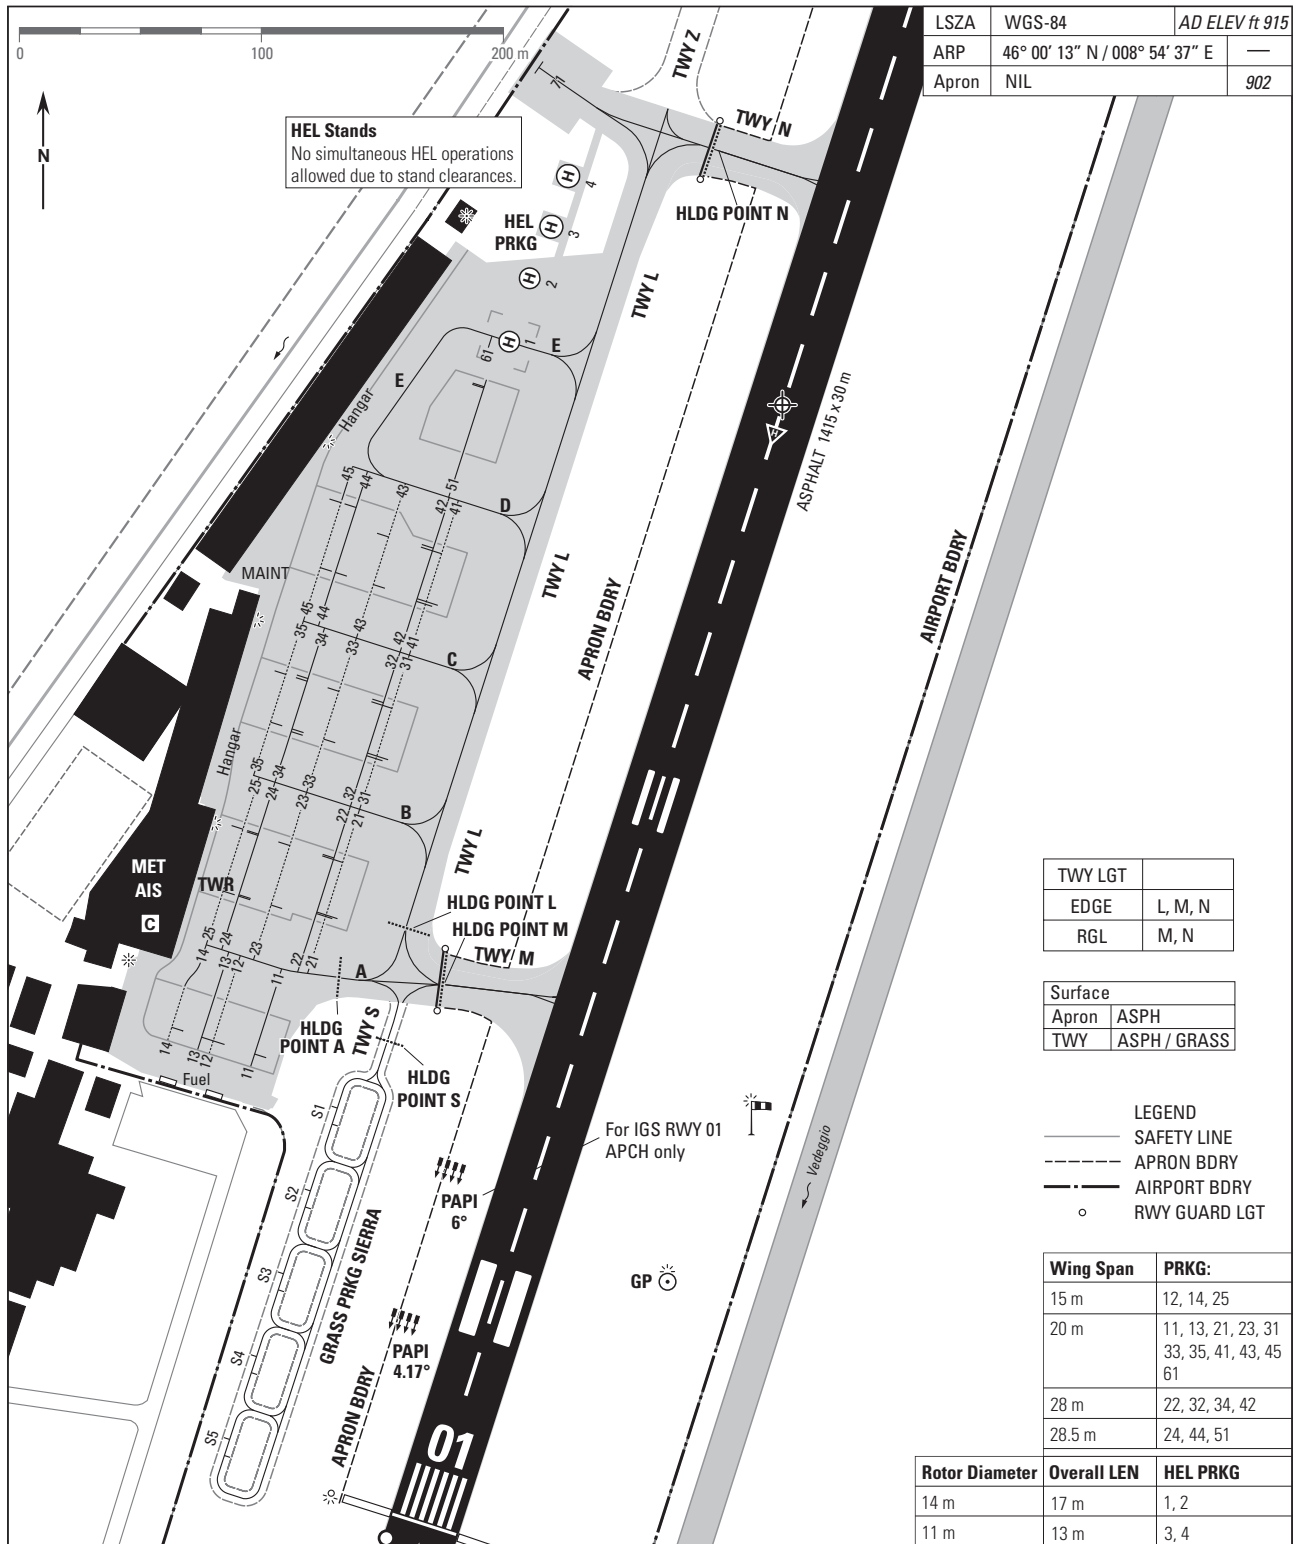 0
100
200 m
N
LSZA WGS-84 AD ELEV ft 915
ARP 46° 00' 13" N / 008° 54' 37" E —
Apron NIL 902
HEL Stands
No simultaneous HEL operations
allowed due to stand clearances.
71
TWY Z
TWY N
HLDG POINT N
H
4
H
3
HEL
PRKG
H
2
H
1
61
E
E
TWY L
Hangar
H
ASPHALT 1415 x 30 m
45
44
43
42
51
41
D
TWY L
MAINT
APRON BDRY
AIRPORT BDRY
45
44
43
42
41
35
34
33
32
31
C
Hangar
35
34
33
32
31
25
24
23
22
21
B
TWY L
MET
AIS
C
TWR
HLDG POINT L
HLDG POINT M
TWY M
25
24
23
22
21
14
13
12
11
A
HLDG
POINT A
TWY S
14
13
12
11
Fuel
HLDG
POINT S
S1
S2
S3
S4
S5
GRASS PRKG SIERRA
PAPI
6°
PAPI
4.17°
APRON BDRY
For IGS RWY 01
APCH only
GP
Vedeggio
01
TWY LGT
EDGE L, M, N
RGL M, N
Surface
Apron ASPH
TWY ASPH / GRASS
LEGEND
SAFETY LINE
APRON BDRY
AIRPORT BDRY
RWY GUARD LGT
Wing Span PRKG:
15 m 12, 14, 25
20 m 11, 13, 21, 23, 31
33, 35, 41, 43, 45
61
28 m 22, 32, 34, 42
28.5 m 24, 44, 51
Rotor Diameter Overall LEN HEL PRKG
14 m 17 m 1, 2
11 m 13 m 3, 4